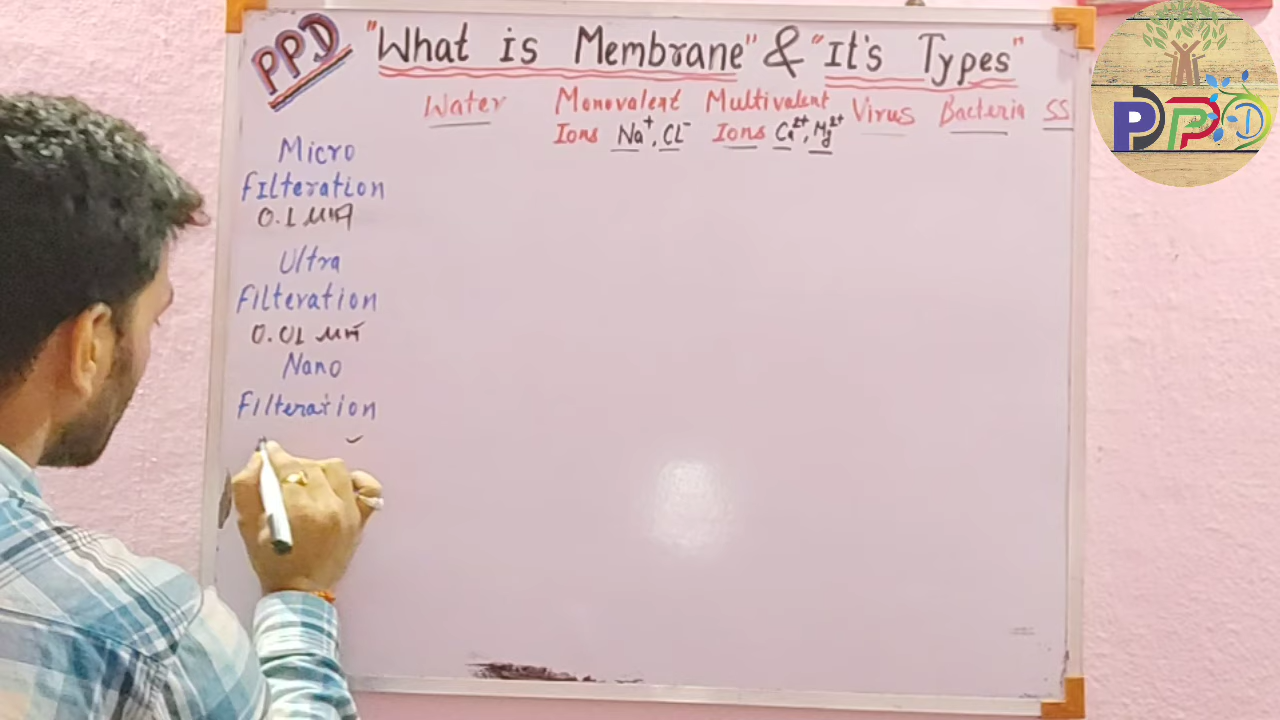 PPD "What is Membrane" & "It's Types"
Water Monovalent Multivalent Virus Bacteria SS
Ions Na⁺, Cl⁻ Ions Ca²⁺, Mg²⁺
Micro
Filteration
0.1 µm
Ultra
Filteration
0.01 µm
Nano
Filteration
PPD